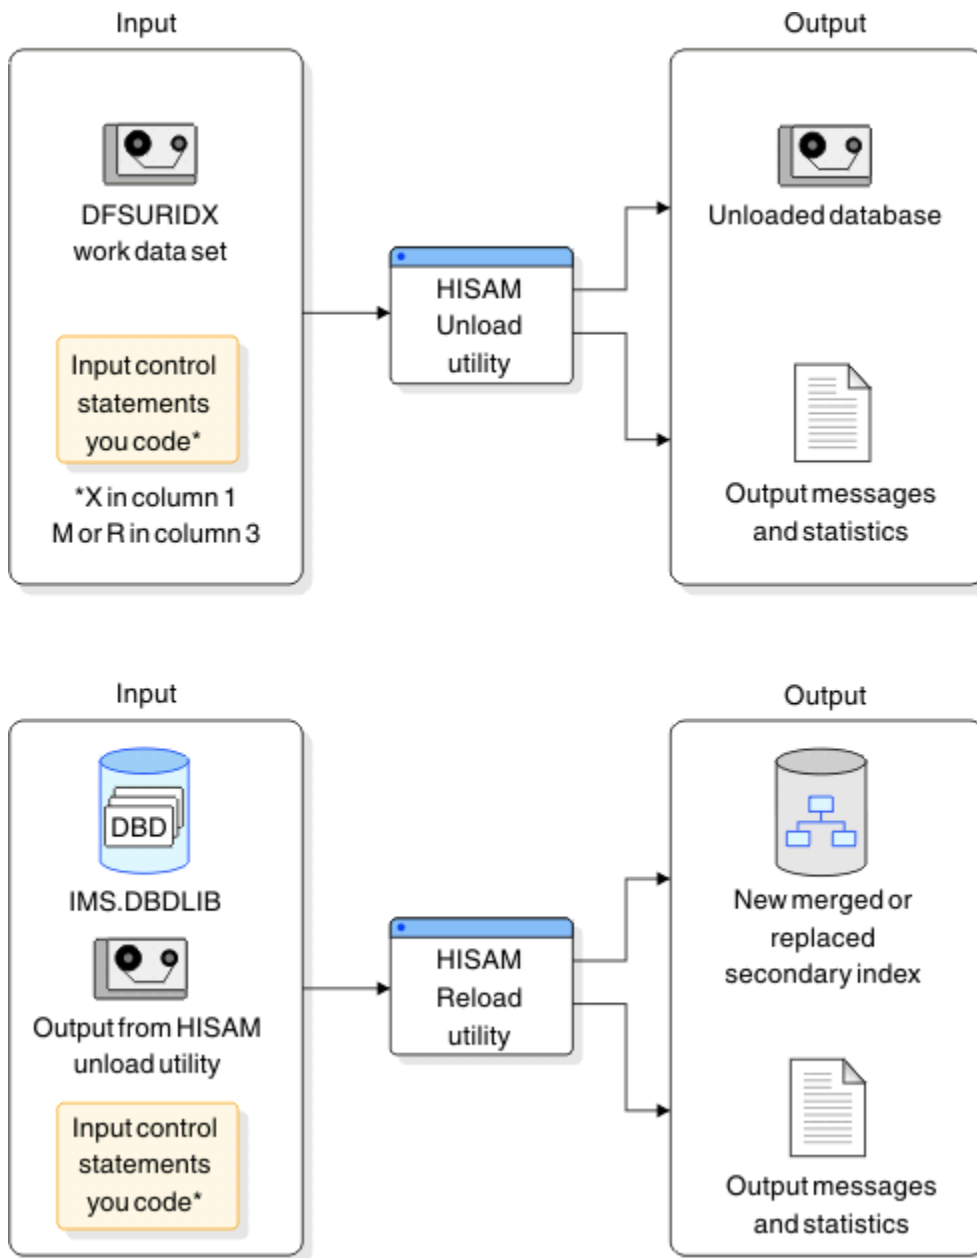 Input
Output
DFSURIDX
work data set
Input control
statements
you code*
*X in column 1
M or R in column 3
HISAM
Unload
utility
Unloaded database
Output messages
and statistics
Input
Output
DBD
IMS.DBDLIB
Output from HISAM
unload utility
Input control
statements
you code*
HISAM
Reload
utility
New merged or
replaced
secondary index
Output messages
and statistics